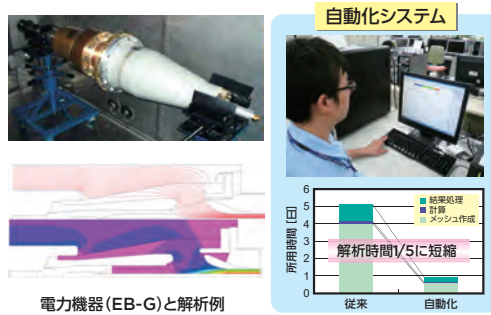 自動化システム
6
5
4
3
2
1
0
所用時間[日]
結果処理
計算
メッシュ作成
解析時間1/5に短縮
従来
自動化
電力機器(EB-G)と解析例